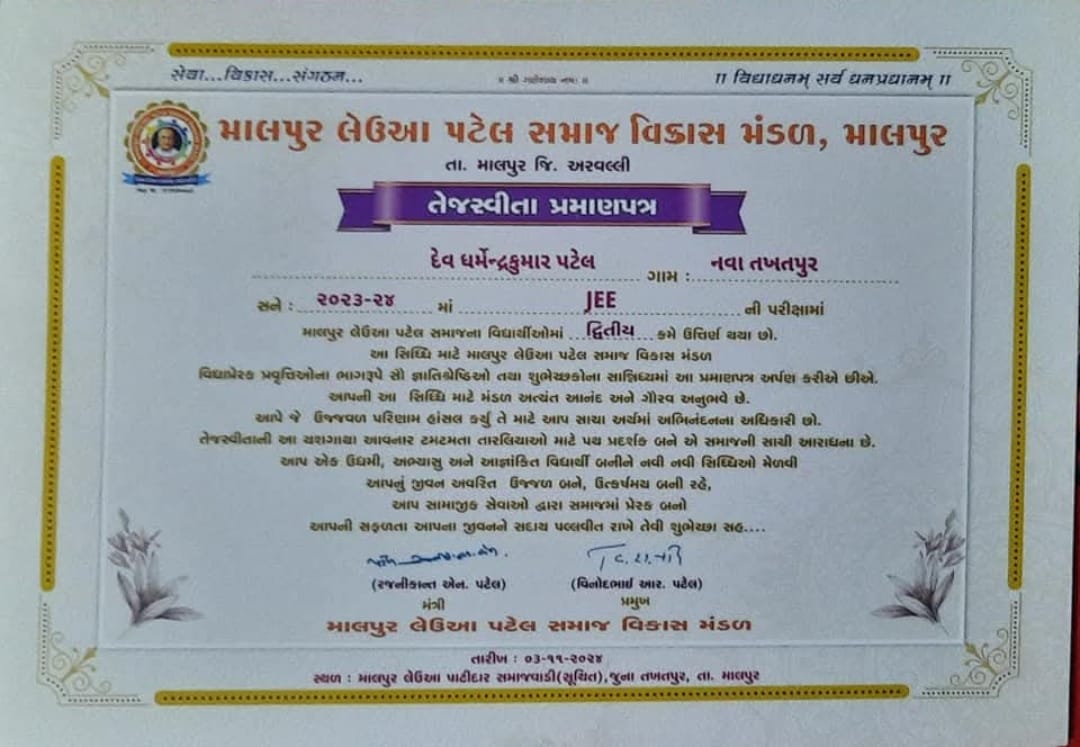 સેવા...વિકાસ...સંગઠન...
॥ શ્રી ગણેશાય નમઃ ॥
॥ વિદ્યાધનમ્ સર્વ ધનપ્રધાનમ્ ॥
માલપુર લેઉઆ પટેલ સમાજ વિકાસ મંડળ, માલપુર
તા. માલપુર જિ. અરવલ્લી
તેજસ્વીતા પ્રમાણપત્ર
દેવ ધર્મેન્દ્રકુમાર પટેલ ગામ : નવા તખતપુર
સને : ૨૦૨૩-૨૪ માં JEE ની પરીક્ષામાં
માલપુર લેઉઆ પટેલ સમાજના વિદ્યાર્થીઓમાં દ્વિતીય ક્રમે ઉત્તિર્ણ થયા છો.
આ સિધ્ધિ માટે માલપુર લેઉઆ પટેલ સમાજ વિકાસ મંડળ
વિદ્યાપ્રેરક પ્રવૃત્તિઓના ભાગરૂપે સૌ જ્ઞાતિશ્રેષ્ઠિઓ તથા શુભેચ્છકોના સાન્નિધ્યમાં આ પ્રમાણપત્ર અર્પણ કરીએ છીએ.
આપની આ સિધ્ધિ માટે મંડળ અત્યંત આનંદ અને ગૌરવ અનુભવે છે.
આપે જે ઉજ્જવળ પરિણામ હાંસલ કર્યુ તે માટે આપ સાચા અર્થમાં અભિનંદનના અધિકારી છો.
તેજસ્વીતાની આ યશગાથા આવનાર ટમટમતા તારલિયાઓ માટે પથ પ્રદર્શક બને એ સમાજની સાચી આરાધના છે.
આપ એક ઉદ્યમી, અભ્યાસુ અને આજ્ઞાંકિત વિદ્યાર્થી બનીને નવી નવી સિધ્ધિઓ મેળવી
આપનું જીવન અવરિત ઉજ્જળ બને, ઉત્કર્ષમય બની રહે,
આપ સામાજીક સેવાઓ દ્વારા સમાજમાં પ્રેરક બનો
આપની સફળતા આપના જીવનને સદાય પલ્લવીત રાખે તેવી શુભેચ્છા સહ....
(રજનીકાન્ત એન. પટેલ) (વિનોદભાઈ આર. પટેલ)
મંત્રી પ્રમુખ
માલપુર લેઉઆ પટેલ સમાજ વિકાસ મંડળ
તારીખ : ૦૩-૧૧-૨૦૨૪
સ્થળ : માલપુર લેઉઆ પાટીદાર સમાજવાડી(સૂચિત),જુના તખતપુર, તા. માલપુર